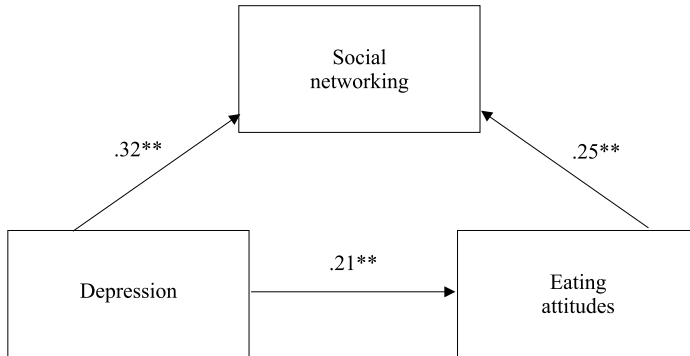 Social
networking
.32**
.25**
.21**
Depression
Eating
attitudes